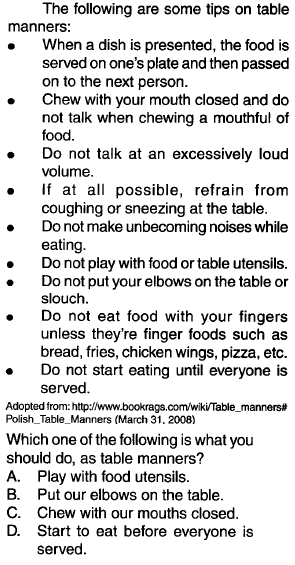 The following are some tips on table
manners:
• When a dish is presented, the food is
served on one's plate and then passed
on to the next person.
• Chew with your mouth closed and do
not talk when chewing a mouthful of
food.
• Do not talk at an excessively loud
volume.
• If at all possible, refrain from
coughing or sneezing at the table.
• Do not make unbecoming noises while
eating.
• Do not play with food or table utensils.
• Do not put your elbows on the table or
slouch.
• Do not eat food with your fingers
unless they're finger foods such as
bread, fries, chicken wings, pizza, etc.
• Do not start eating until everyone is
served.
Adopted from: http://www.bookrags.com/wiki/Table_manners#
Polish_Table_Manners (March 31. 2008)
Which one of the following is what you
should do, as table manners?
A. Play with food utensils.
B. Put our elbows on the table.
C. Chew with our mouths closed.
D. Start to eat before everyone is
served.